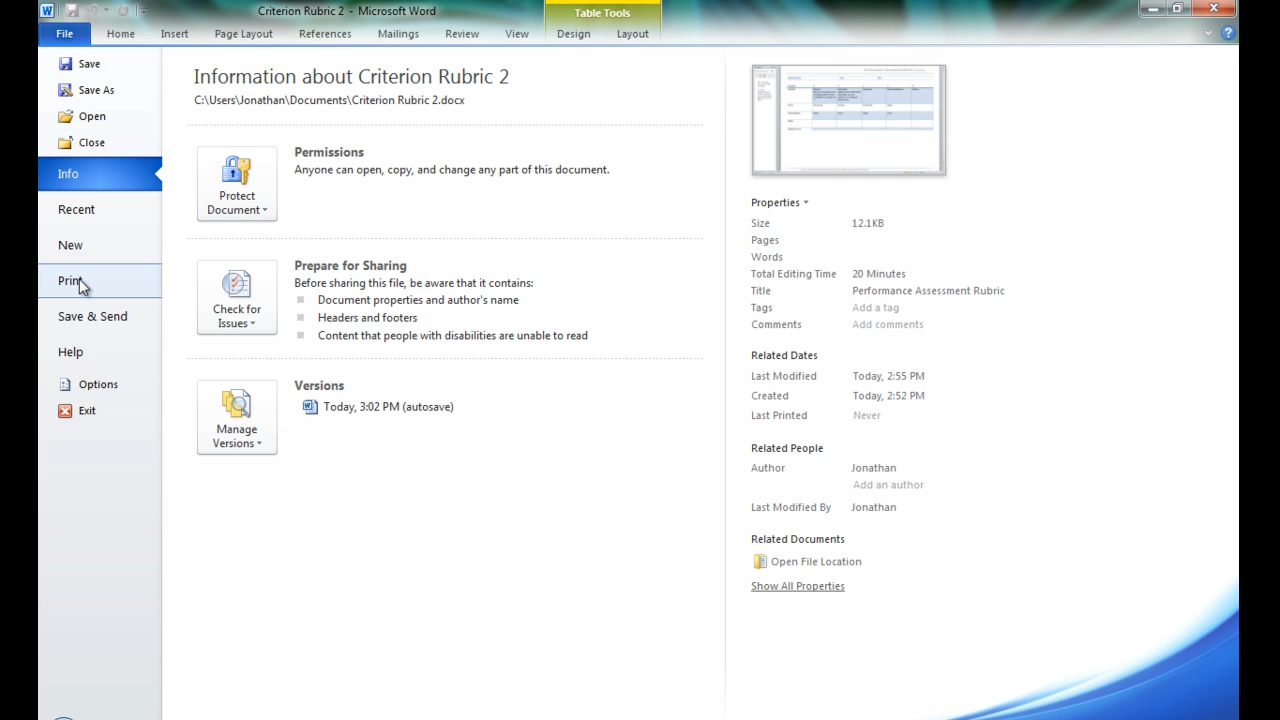 Criterion Rubric 2 - Microsoft Word
Table Tools
File Home Insert Page Layout References Mailings Review View Design Layout
Save
Save As
Open
Close
Info
Recent
New
Print
Save & Send
Help
Options
Exit
Information about Criterion Rubric 2
C:\Users\Jonathan\Documents\Criterion Rubric 2.docx
Protect
Document
Permissions
Anyone can open, copy, and change any part of this document.
Check for
Issues
Prepare for Sharing
Before sharing this file, be aware that it contains:
Document properties and author's name
Headers and footers
Content that people with disabilities are unable to read
Manage
Versions
Versions
Today, 3:02 PM (autosave)
Properties
Size 12.1KB
Pages
Words
Total Editing Time 20 Minutes
Title Performance Assessment Rubric
Tags Add a tag
Comments Add comments
Related Dates
Last Modified Today, 2:55 PM
Created Today, 2:52 PM
Last Printed Never
Related People
Author Jonathan
Add an author
Last Modified By Jonathan
Related Documents
Open File Location
Show All Properties